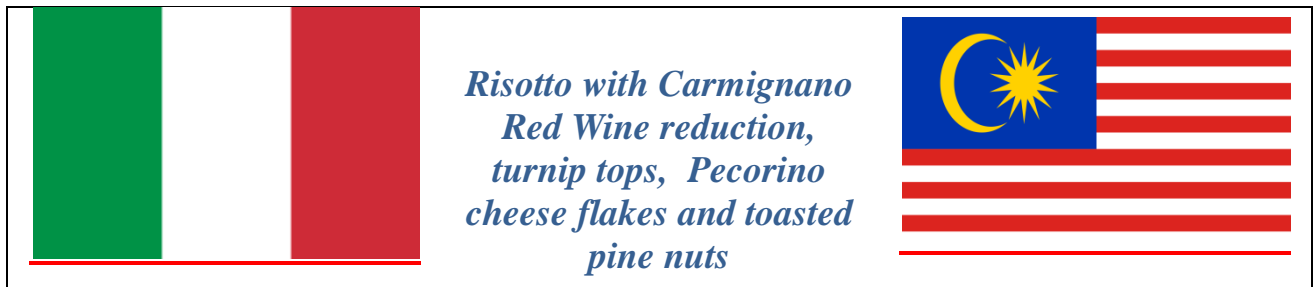 Risotto with Carmignano
Red Wine reduction,
turnip tops, Pecorino
cheese flakes and toasted
pine nuts